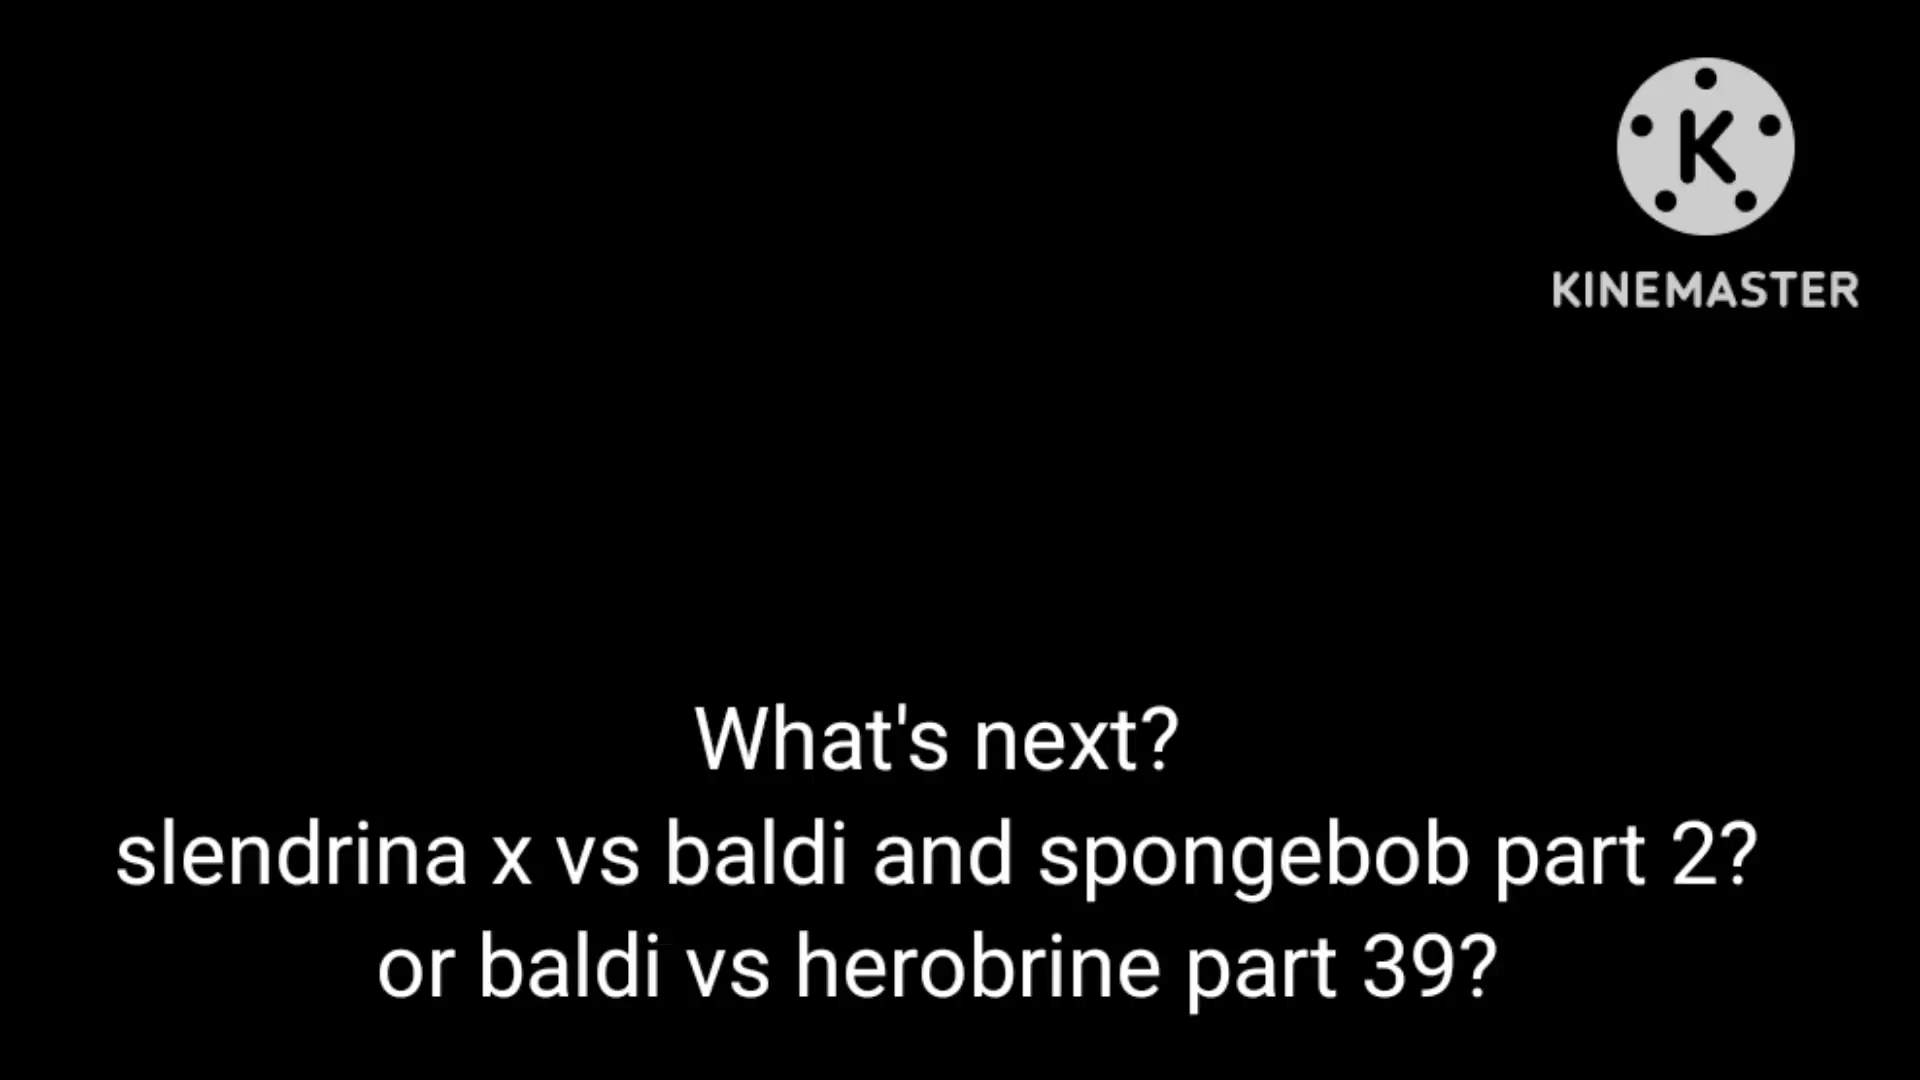 K
KINEMASTER
What's next?
slendrina x vs baldi and spongebob part 2?
or baldi vs herobrine part 39?